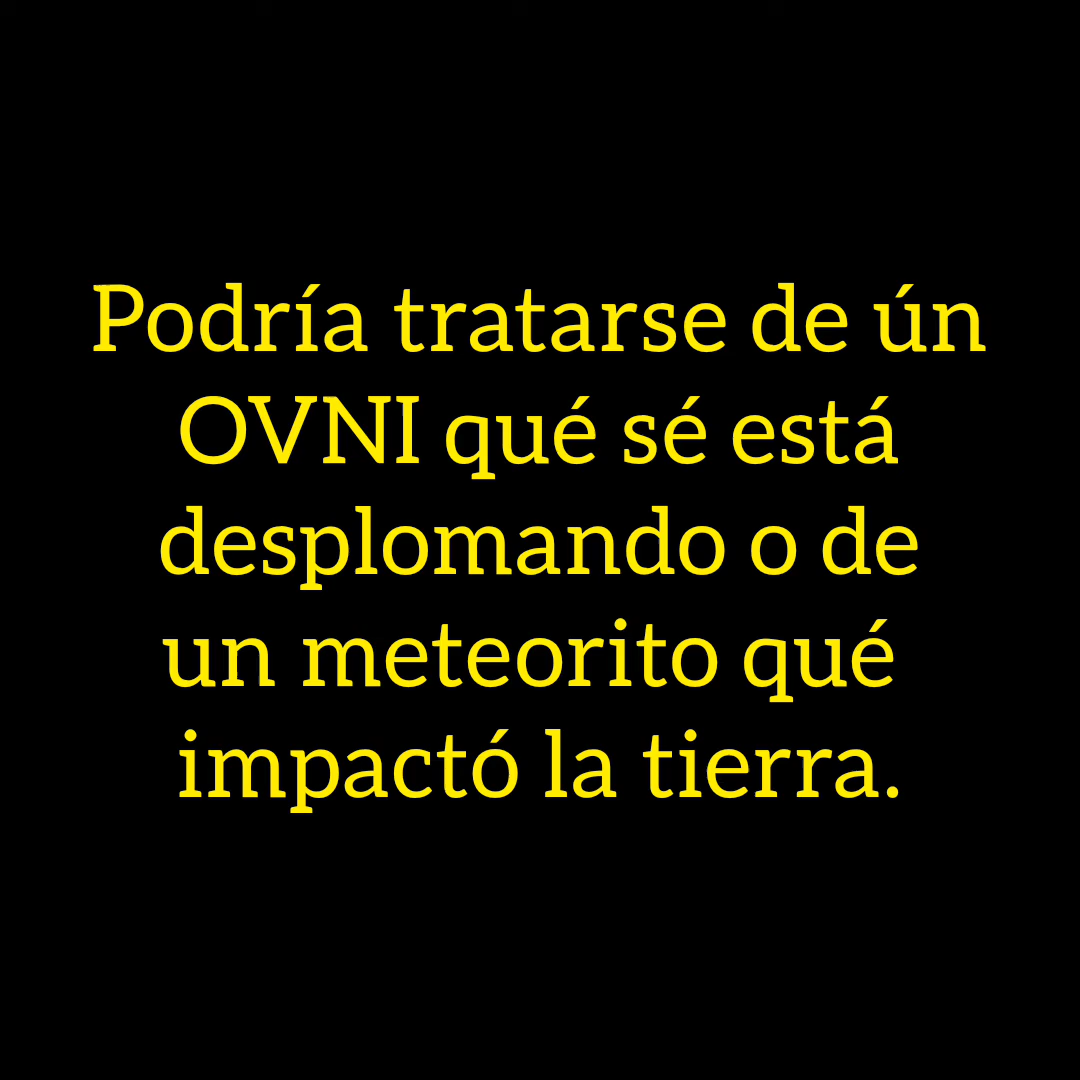 Podría tratarse de ún
OVNI qué sé está
desplomando o de
un meteorito qué
impactó la tierra.